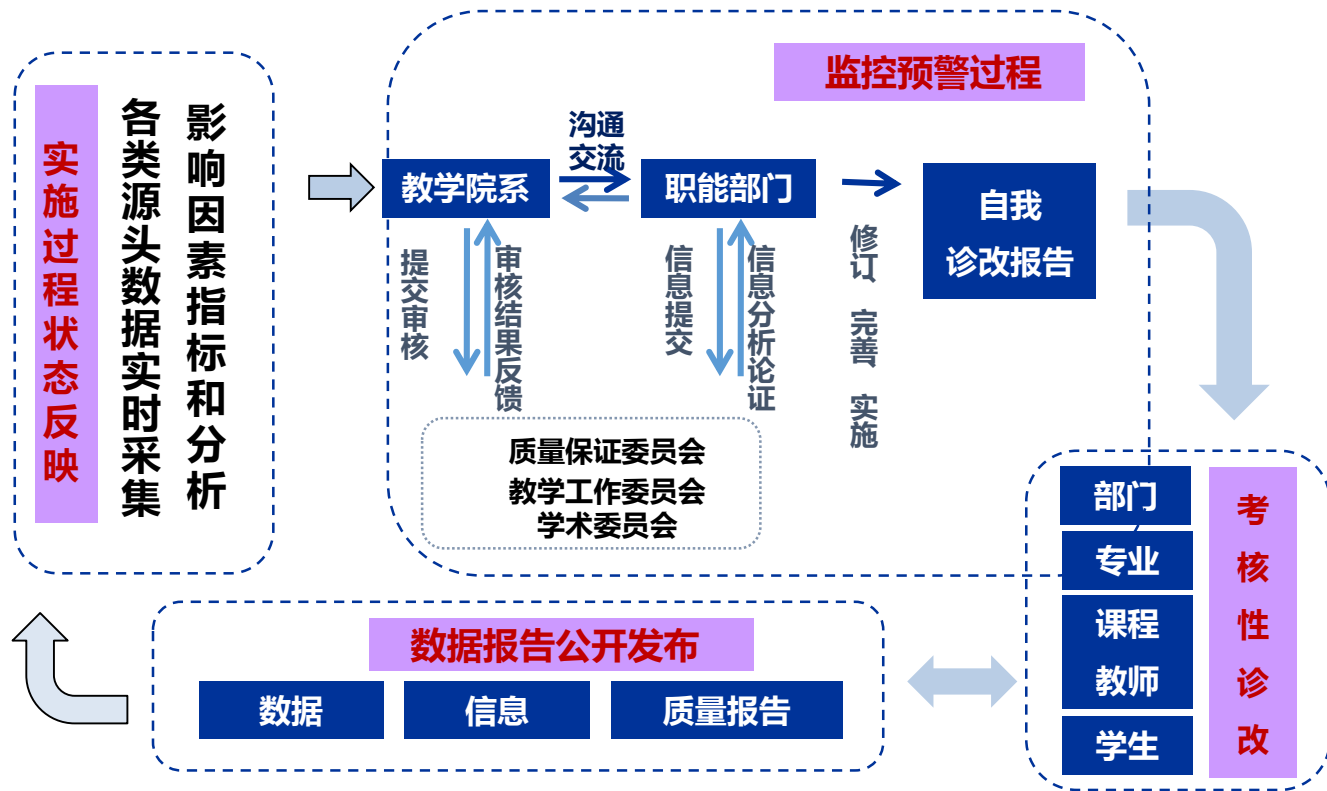 实施过程状态反映
各类源头数据实时采集
影响因素指标和分析
监控预警过程
教学院系
沟通
交流
职能部门
自我
诊改报告
提交审核
审核结果反馈
信息提交
信息分析论证
修订、完善、实施
质量保证委员会
教学工作委员会
学术委员会
部门
专业
课程
教师
学生
考核性诊改
数据报告公开发布
数据
信息
质量报告